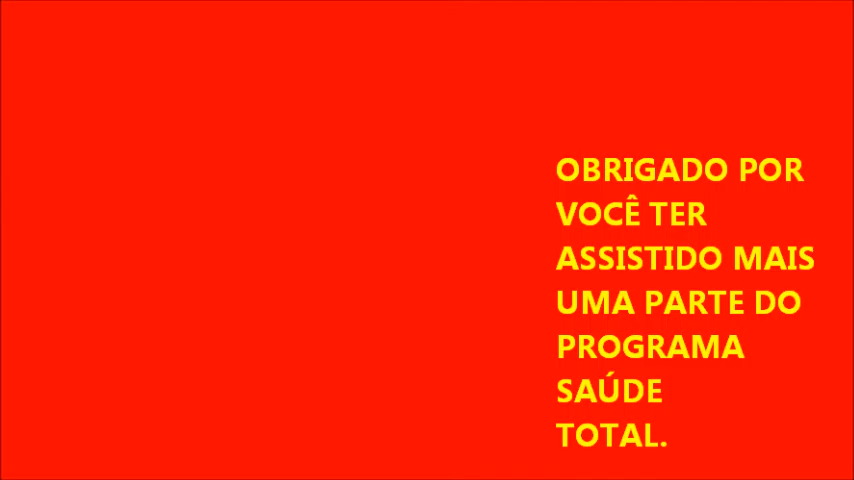 OBRIGADO POR
VOCÊ TER
ASSISTIDO MAIS
UMA PARTE DO
PROGRAMA
SAÚDE
TOTAL.